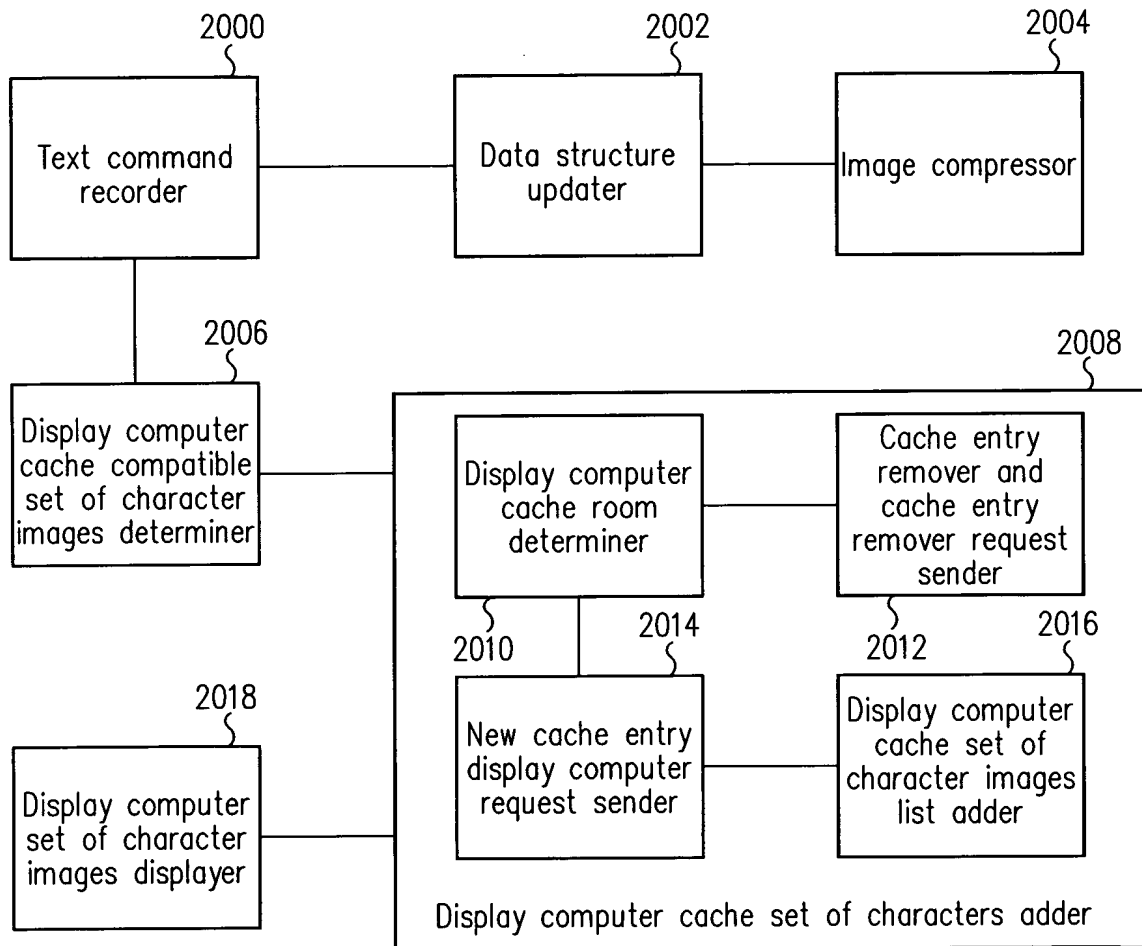 2000
2002
2004
Text command
recorder
Data structure
updater
Image compressor
2006
2008
Display computer
cache compatible
set of character
images determiner
Display computer
cache room
determiner
Cache entry
remover and
cache entry
remover request
sender
2010
2014
2012
2016
2018
New cache entry
display computer
request sender
Display computer
cache set of
character images
list adder
Display computer
set of character
images displayer
Display computer cache set of characters adder